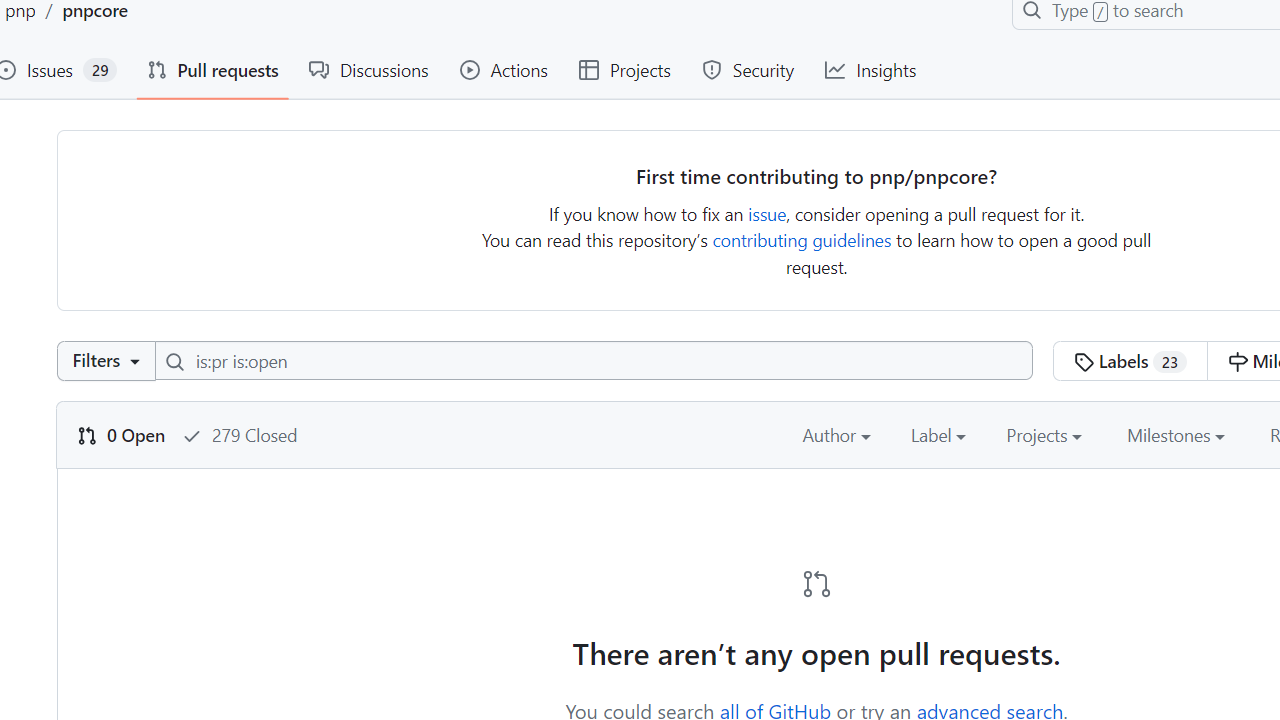 pnp / pnpcore
Type / to search
Issues 29 Pull requests Discussions Actions Projects Security Insights
First time contributing to pnp/pnpcore?
If you know how to fix an issue, consider opening a pull request for it.
You can read this repository’s contributing guidelines to learn how to open a good pull
request.
Filters is:pr is:open Labels 23
0 Open 279 Closed Author Label Projects Milestones
There aren’t any open pull requests.
You could search all of GitHub or try an advanced search.